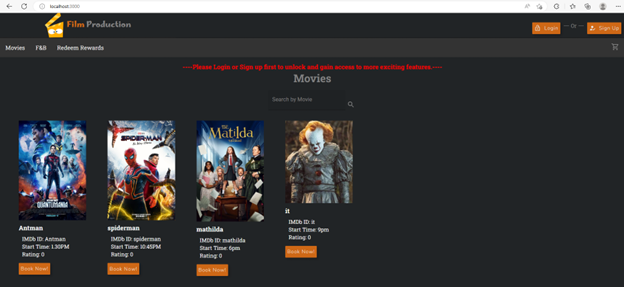 localhost:3000
Film Production
Login
— Or —
Sign Up
Movies
F&B
Redeem Rewards
----Please Login or Sign up first to unlock and gain access to more exciting features.----
Movies
Search by Movie
QUANTUMANIA
SPIDER-MAN
Matilda
Antman
IMDb ID: Antman
Start Time: 1.30PM
Rating: 0
Book Now!
spiderman
IMDb ID: spiderman
Start Time: 10:45PM
Rating: 0
Book Now!
mathilda
IMDb ID: mathilda
Start Time: 6pm
Rating: 0
Book Now!
it
IMDb ID: it
Start Time: 9pm
Rating: 0
Book Now!